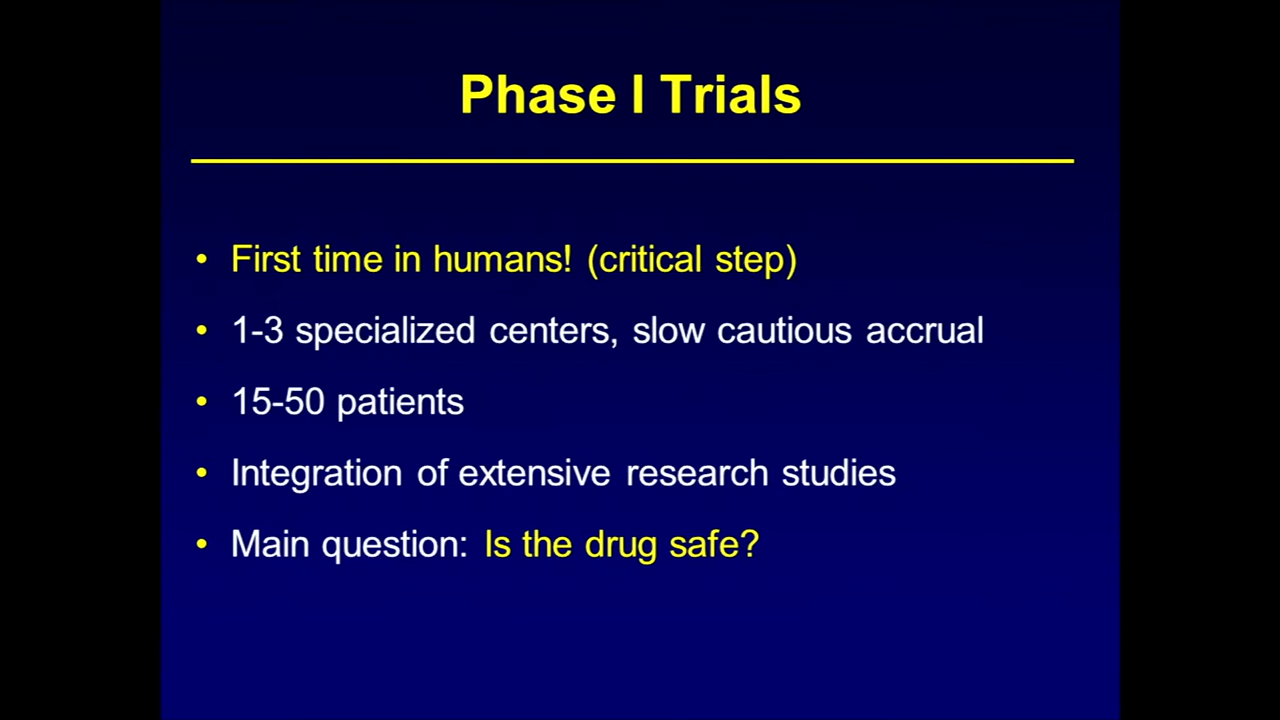 Phase I Trials
• First time in humans! (critical step)
• 1-3 specialized centers, slow cautious accrual
• 15-50 patients
• Integration of extensive research studies
• Main question: Is the drug safe?